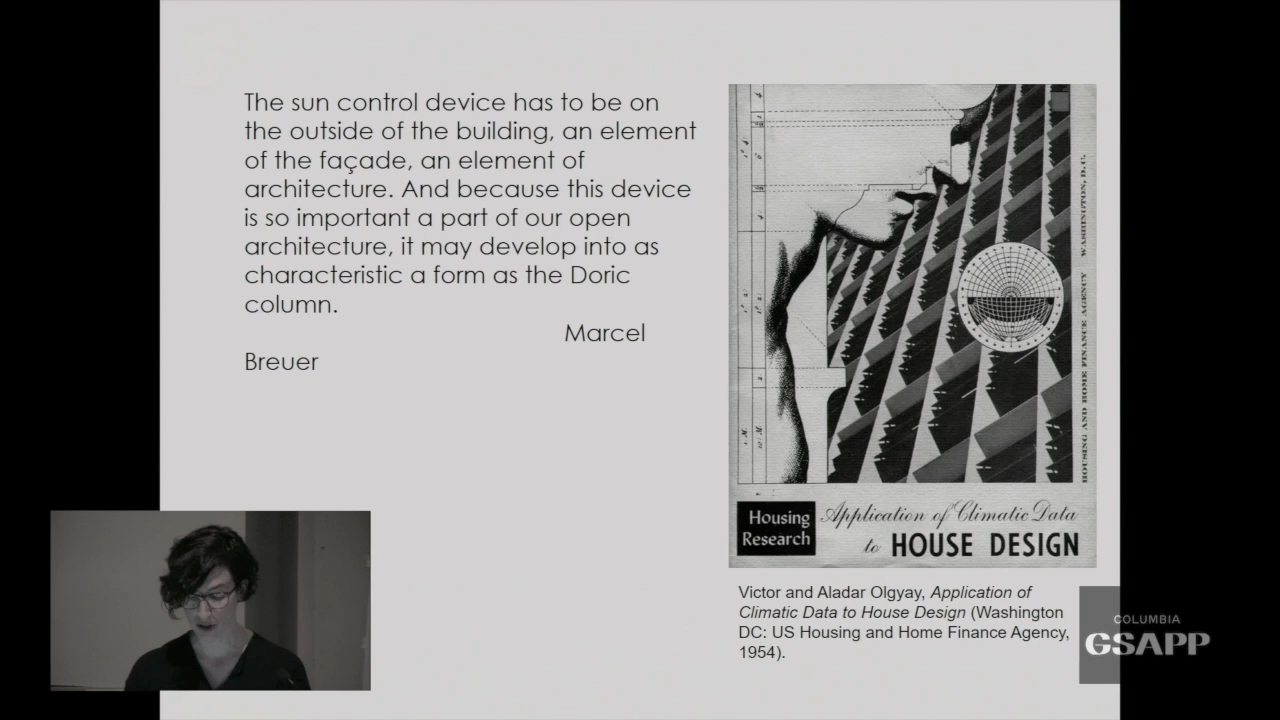 The sun control device has to be on
the outside of the building, an element
of the façade, an element of
architecture. And because this device
is so important a part of our open
architecture, it may develop into as
characteristic a form as the Doric
column.
Marcel
Breuer
HOUSING AND HOME FINANCE AGENCY WASHINGTON, D.C.
Housing
Research
Application of Climatic Data
to HOUSE DESIGN
Victor and Aladar Olgyay, Application of
Climatic Data to House Design (Washington
DC: US Housing and Home Finance Agency,
1954).
COLUMBIA
GSAPP